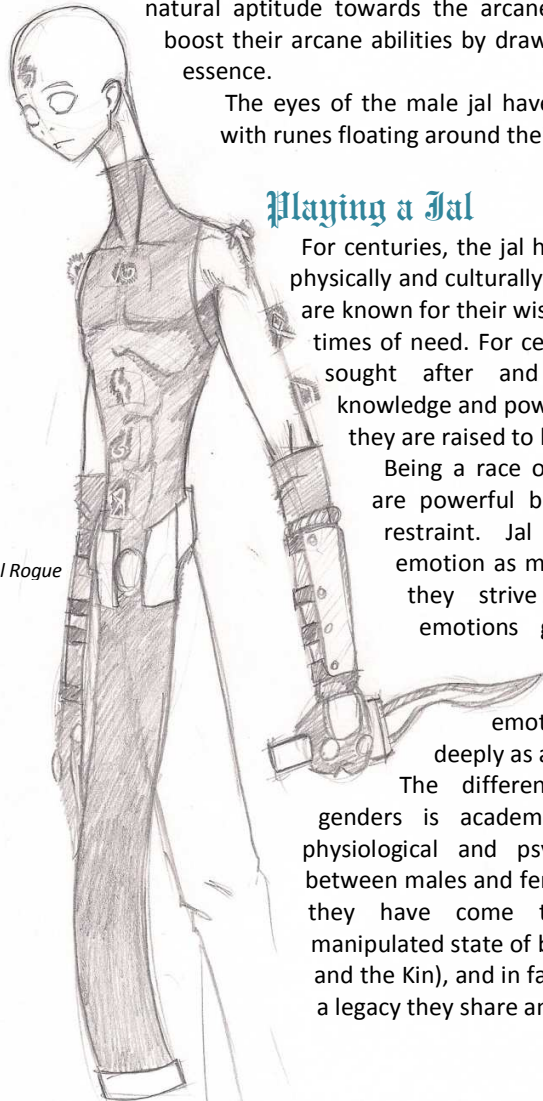 natural aptitude towards the arcane
boost their arcane abilities by draw
essence.
The eyes of the male jal have
with runes floating around the
Playing a Jal
For centuries, the jal h
physically and culturally
are known for their wis
times of need. For ce
sought after and
knowledge and pow
they are raised to l
Being a race o
are powerful b
restraint. Jal
emotion as m
they strive
emotions g
l Rogue
emot
deeply as a
The differen
genders is academ
physiological and psy
between males and fer
they have come t
manipulated state of b
and the Kin), and in fa
a legacy they share ar